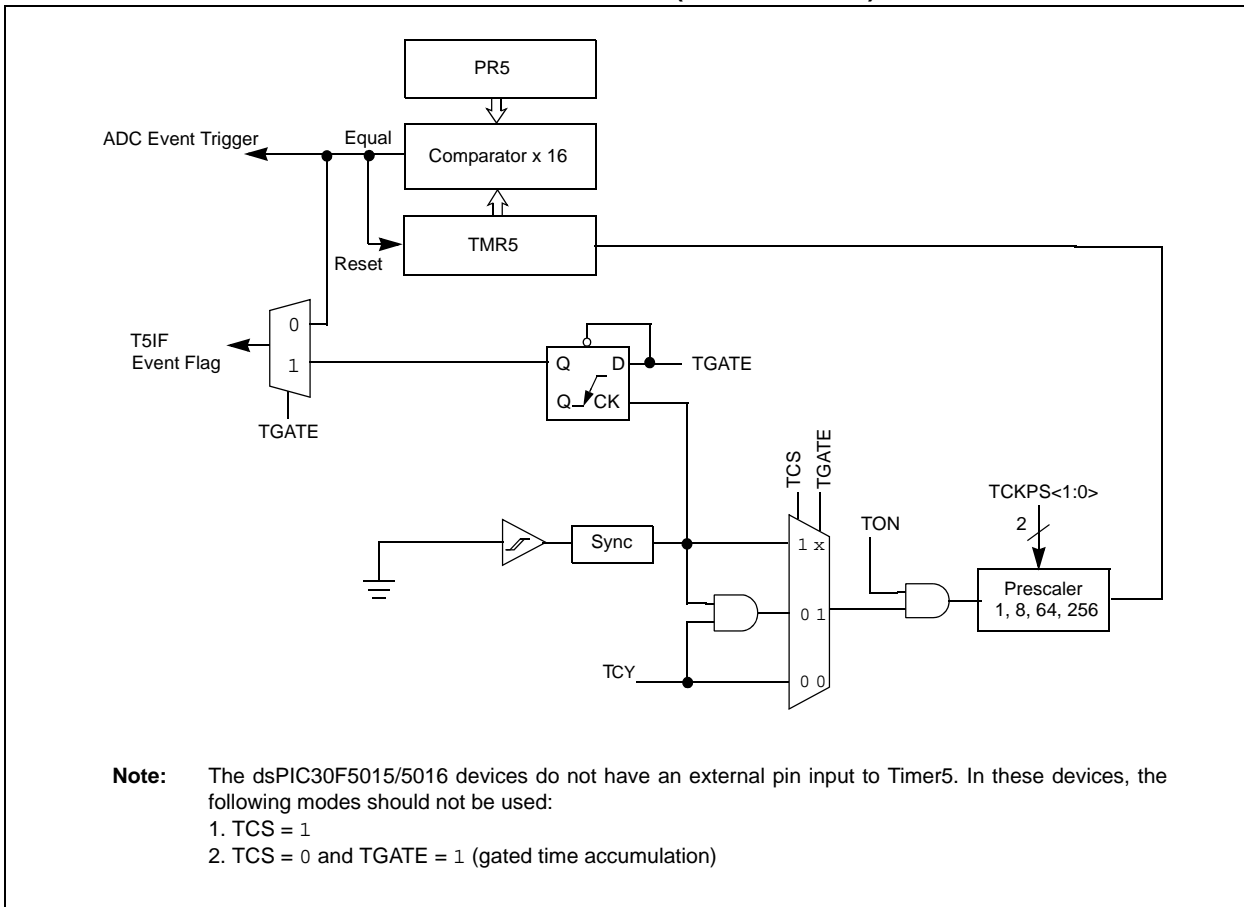 PR5
ADC Event Trigger
Equal
Comparator x 16
TMR5
Reset
0
1
T5IF
Event Flag
TGATE
Q
D
Q
CK
TGATE
TCS
TGATE
TCKPS<1:0>
2
TON
Sync
1 x
0 1
0 0
Prescaler
1, 8, 64, 256
TCY
Note: The dsPIC30F5015/5016 devices do not have an external pin input to Timer5. In these devices, the
following modes should not be used:
1. TCS = 1
2. TCS = 0 and TGATE = 1 (gated time accumulation)